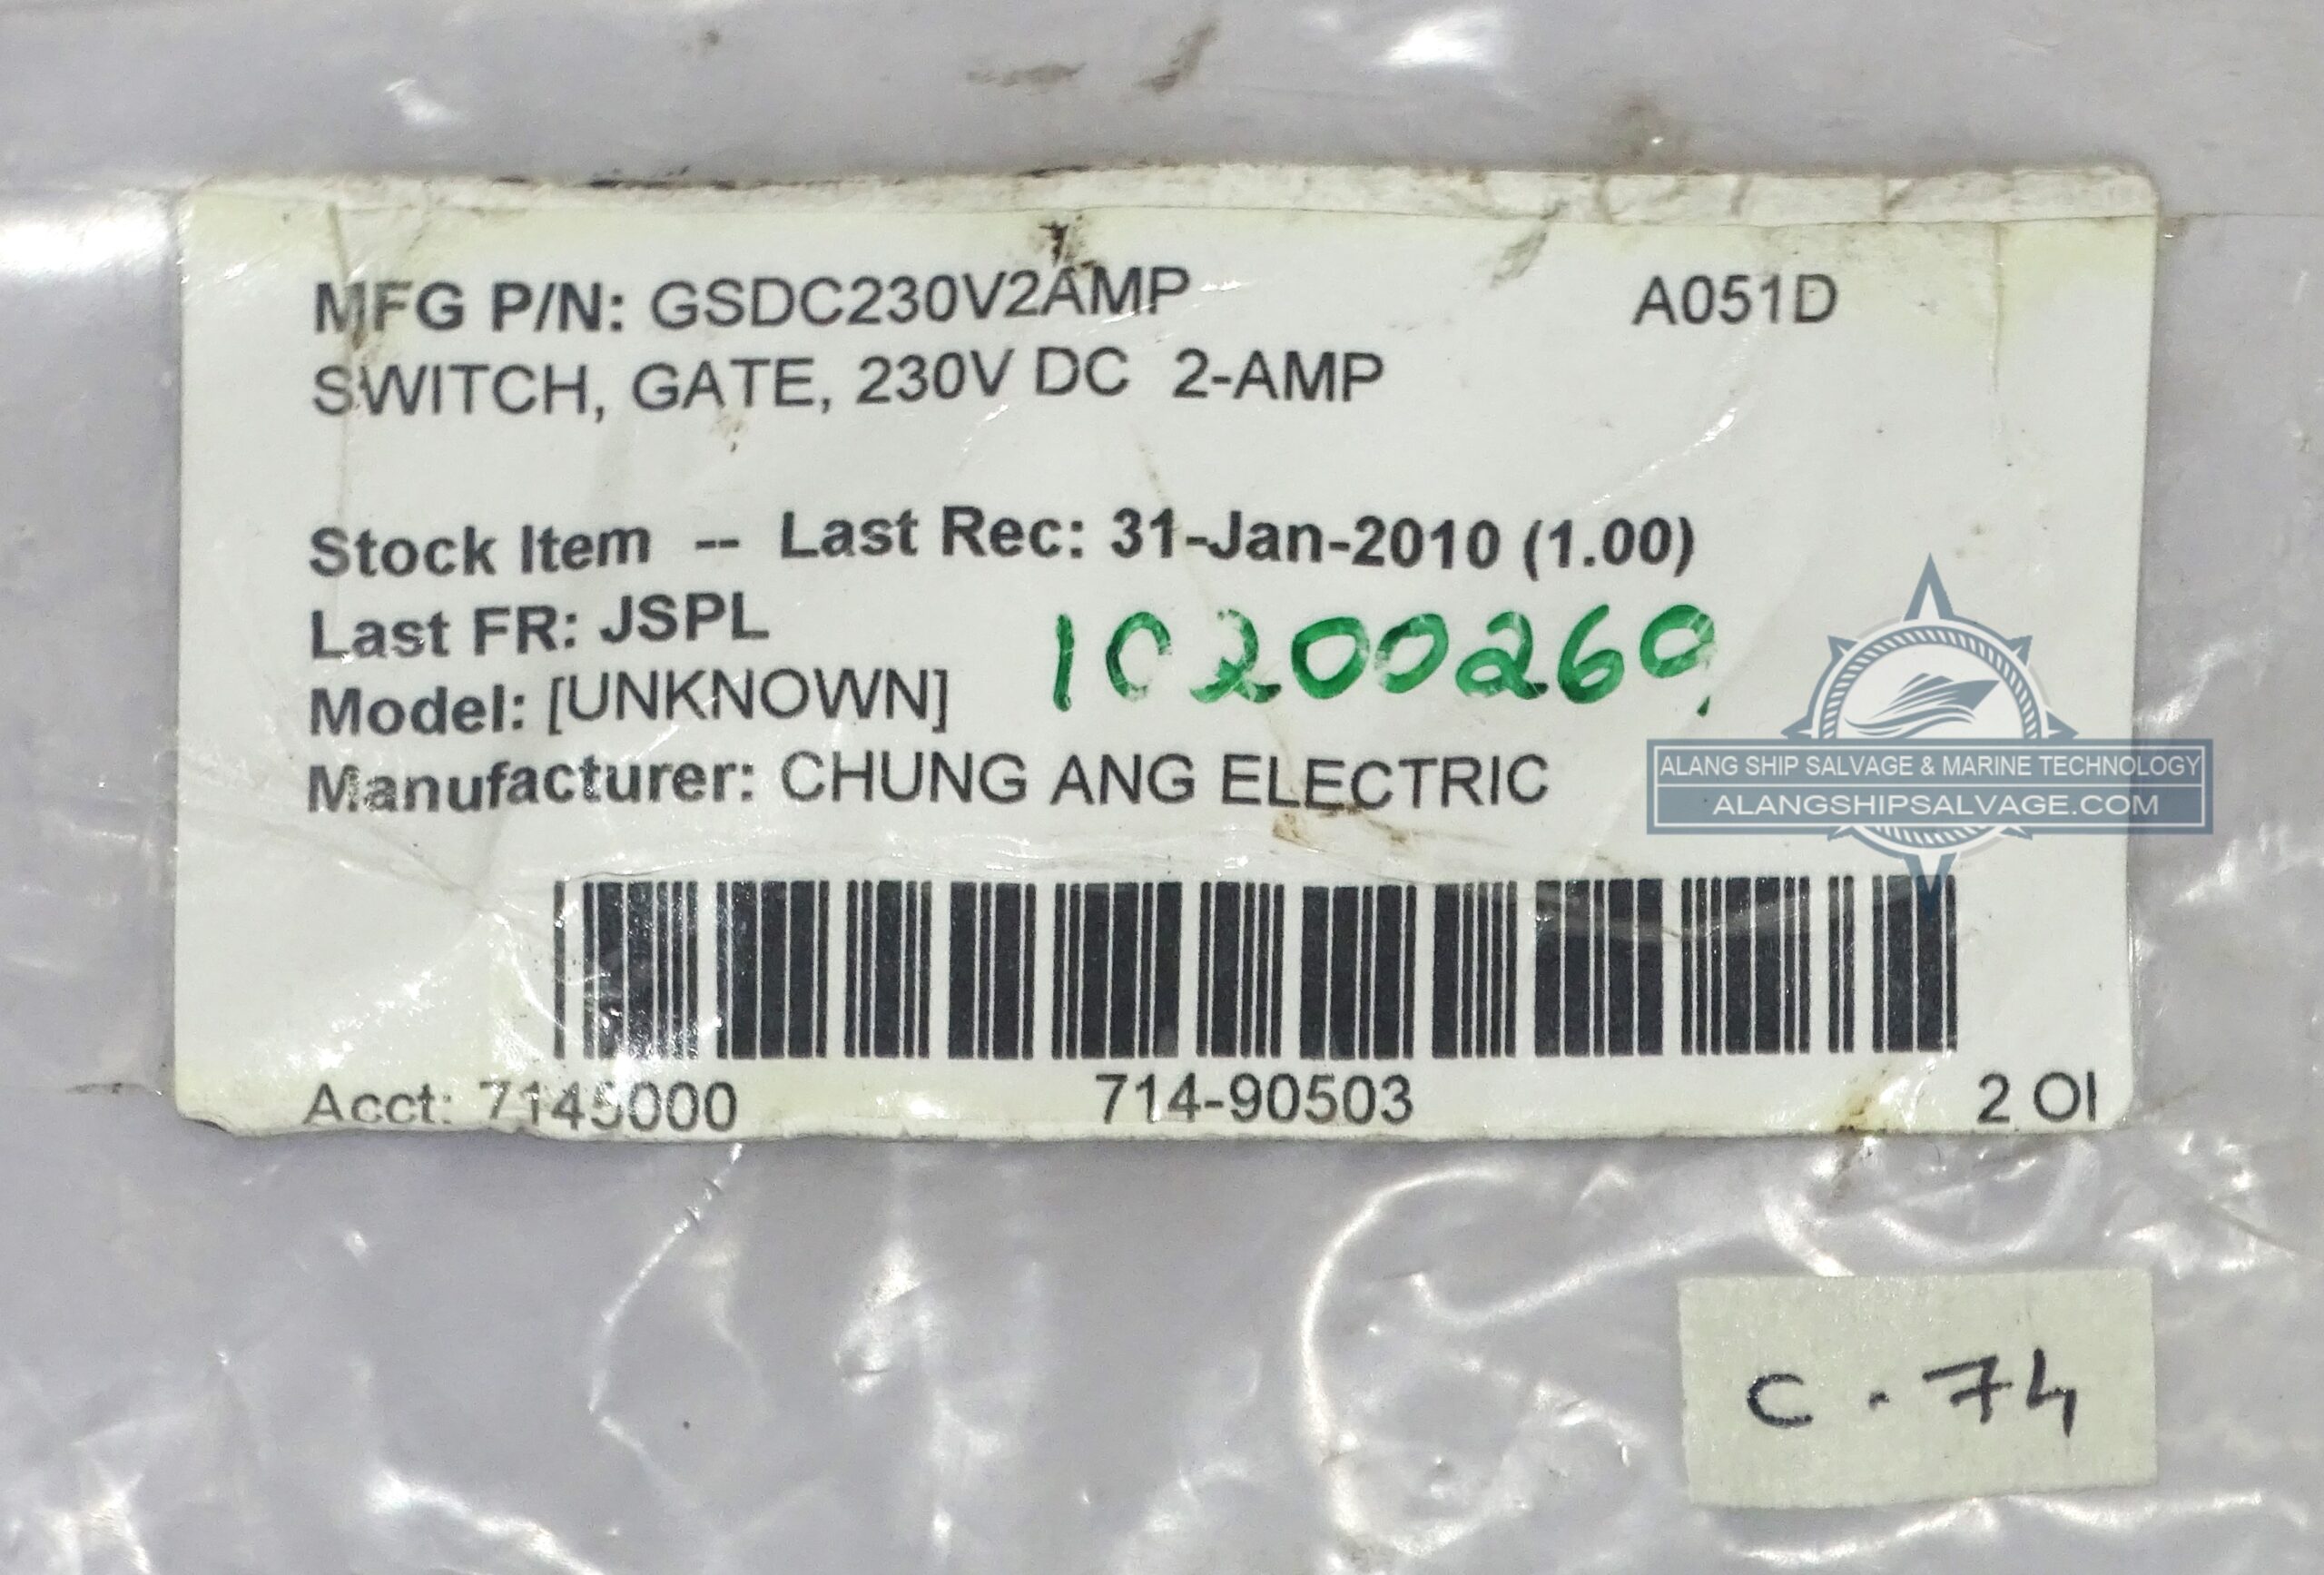 MFG P/N: GSDC230V2AMP A051D
SWITCH, GATE, 230V DC 2-AMP
Stock Item -- Last Rec: 31-Jan-2010 (1.00)
Last FR: JSPL
10200269
Model: [UNKNOWN]
Manufacturer: CHUNG ANG ELECTRIC
ALANG SHIP SALVAGE & MARINE TECHNOLOGY
ALANGSHIPSALVAGE.COM
Acct: 7145000 714-90503 2 OI
C-74